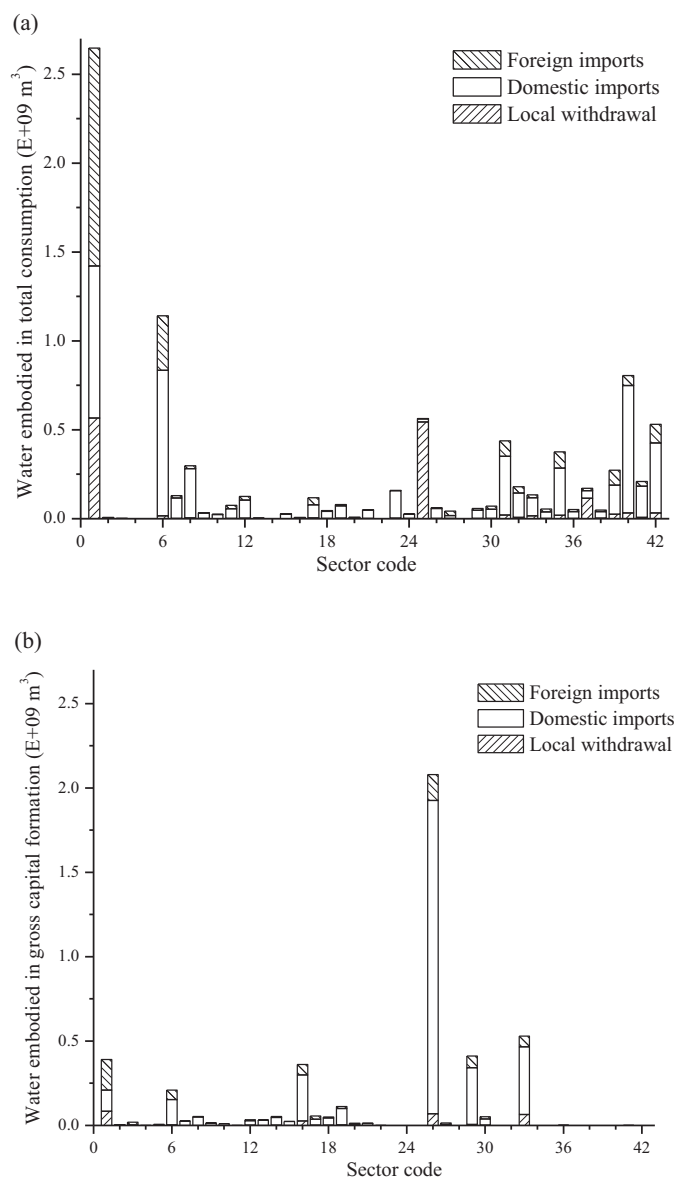 (a)
Water embodied in total consumption (E+09 m³)
2.5
2.0
1.5
1.0
0.5
0.0
Foreign imports
Domestic imports
Local withdrawal
0 6 12 18 24 30 36 42
Sector code
(b)
Water embodied in gross capital formation (E+09 m³)
2.5
2.0
1.5
1.0
0.5
0.0
Foreign imports
Domestic imports
Local withdrawal
0 6 12 18 24 30 36 42
Sector code